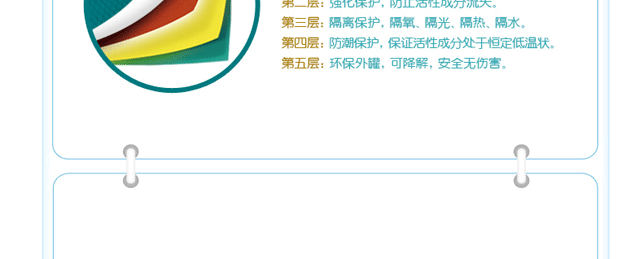 第二层：强化保护，防止活性成分流失。
第三层：隔离保护，隔氧、隔光、隔热、隔水。
第四层：防潮保护，保证活性成分处于恒定低温状。
第五层：环保外罐，可降解，安全无伤害。